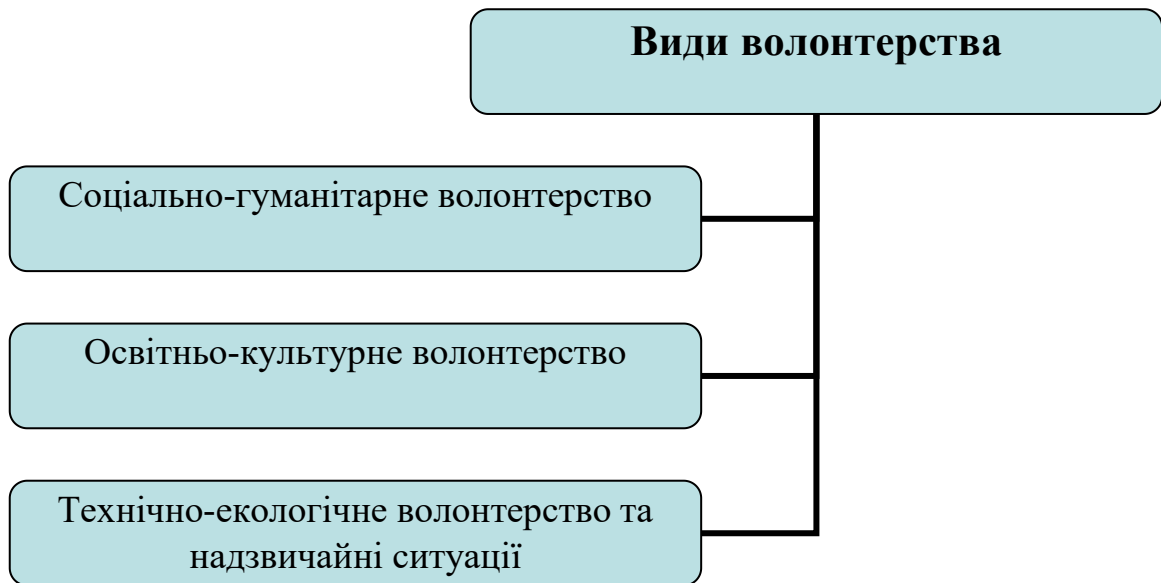 Види волонтерства
Соціально-гуманітарне волонтерство
Освітньо-культурне волонтерство
Технічно-екологічне волонтерство та
надзвичайні ситуації